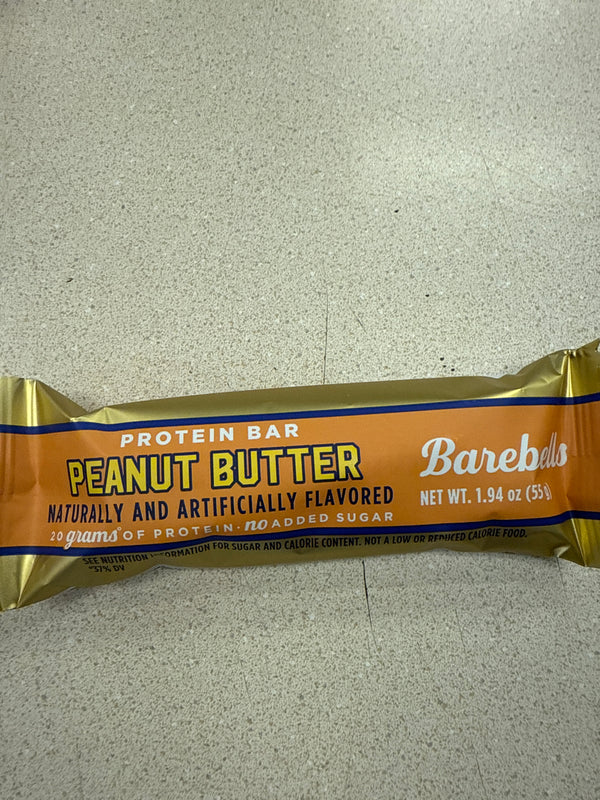 PROTEIN BAR
PEANUT BUTTER
NATURALLY AND ARTIFICIALLY FLAVORED
20 grams° OF PROTEIN · no ADDED SUGAR
SEE NUTRITION INFORMATION FOR SUGAR AND CALORIE CONTENT. NOT A LOW OR REDUCED CALORIE FOOD.
°37% DV
Barebells
NET WT. 1.94 oz (55g)